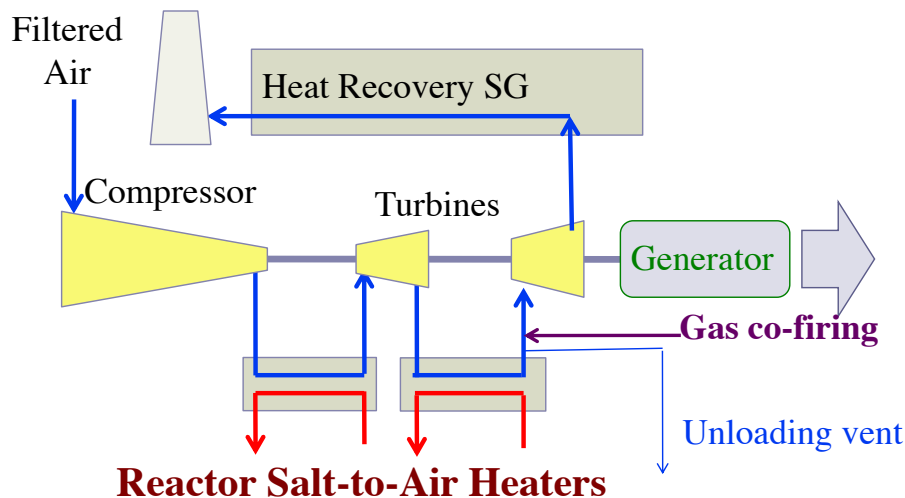 Filtered
Air
Heat Recovery SG
Compressor
Turbines
Generator
Gas co-firing
Unloading vent
Reactor Salt-to-Air Heaters